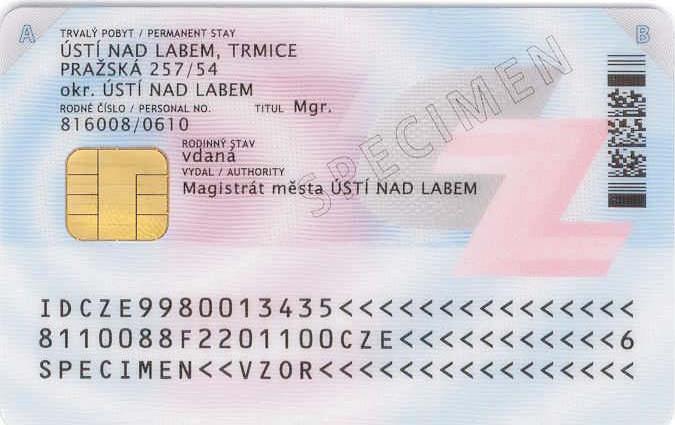 A
B
TRVALÝ POBYT / PERMANENT STAY
ÚSTÍ NAD LABEM, TRMICE
PRAŽSKÁ 257/54
okr. ÚSTÍ NAD LABEM
RODNÉ ČÍSLO / PERSONAL NO.
TITUL Mgr.
816008/0610
RODINNÝ STAV
vdaná
VYDAL / AUTHORITY
Magistrát města ÚSTÍ NAD LABEM
SPECIMEN
CZ
IDCZE9980013435<<<<<<<<<<<<<<<
8110088F2201100CZE<<<<<<<<<<<6
SPECIMEN<<VZOR<<<<<<<<<<<<<<<<